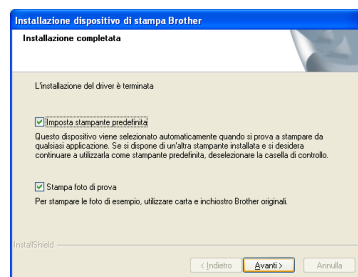 Installazione dispositivo di stampa Brother
Installazione completata
L'installazione del driver è terminata
Imposta stampante predefinita
Questo dispositivo viene selezionato automaticamente quando si prova a stampare da
qualsiasi applicazione. Se si dispone di un'altra stampante installata e si desidera
continuare a utilizzarla come stampante predefinita, deselezionare la casella di controllo.
Stampa foto di prova
Per stampare le foto di esempio, utilizzare carta e inchiostro Brother originali.
InstallShield
< Indietro
Avanti >
Annulla